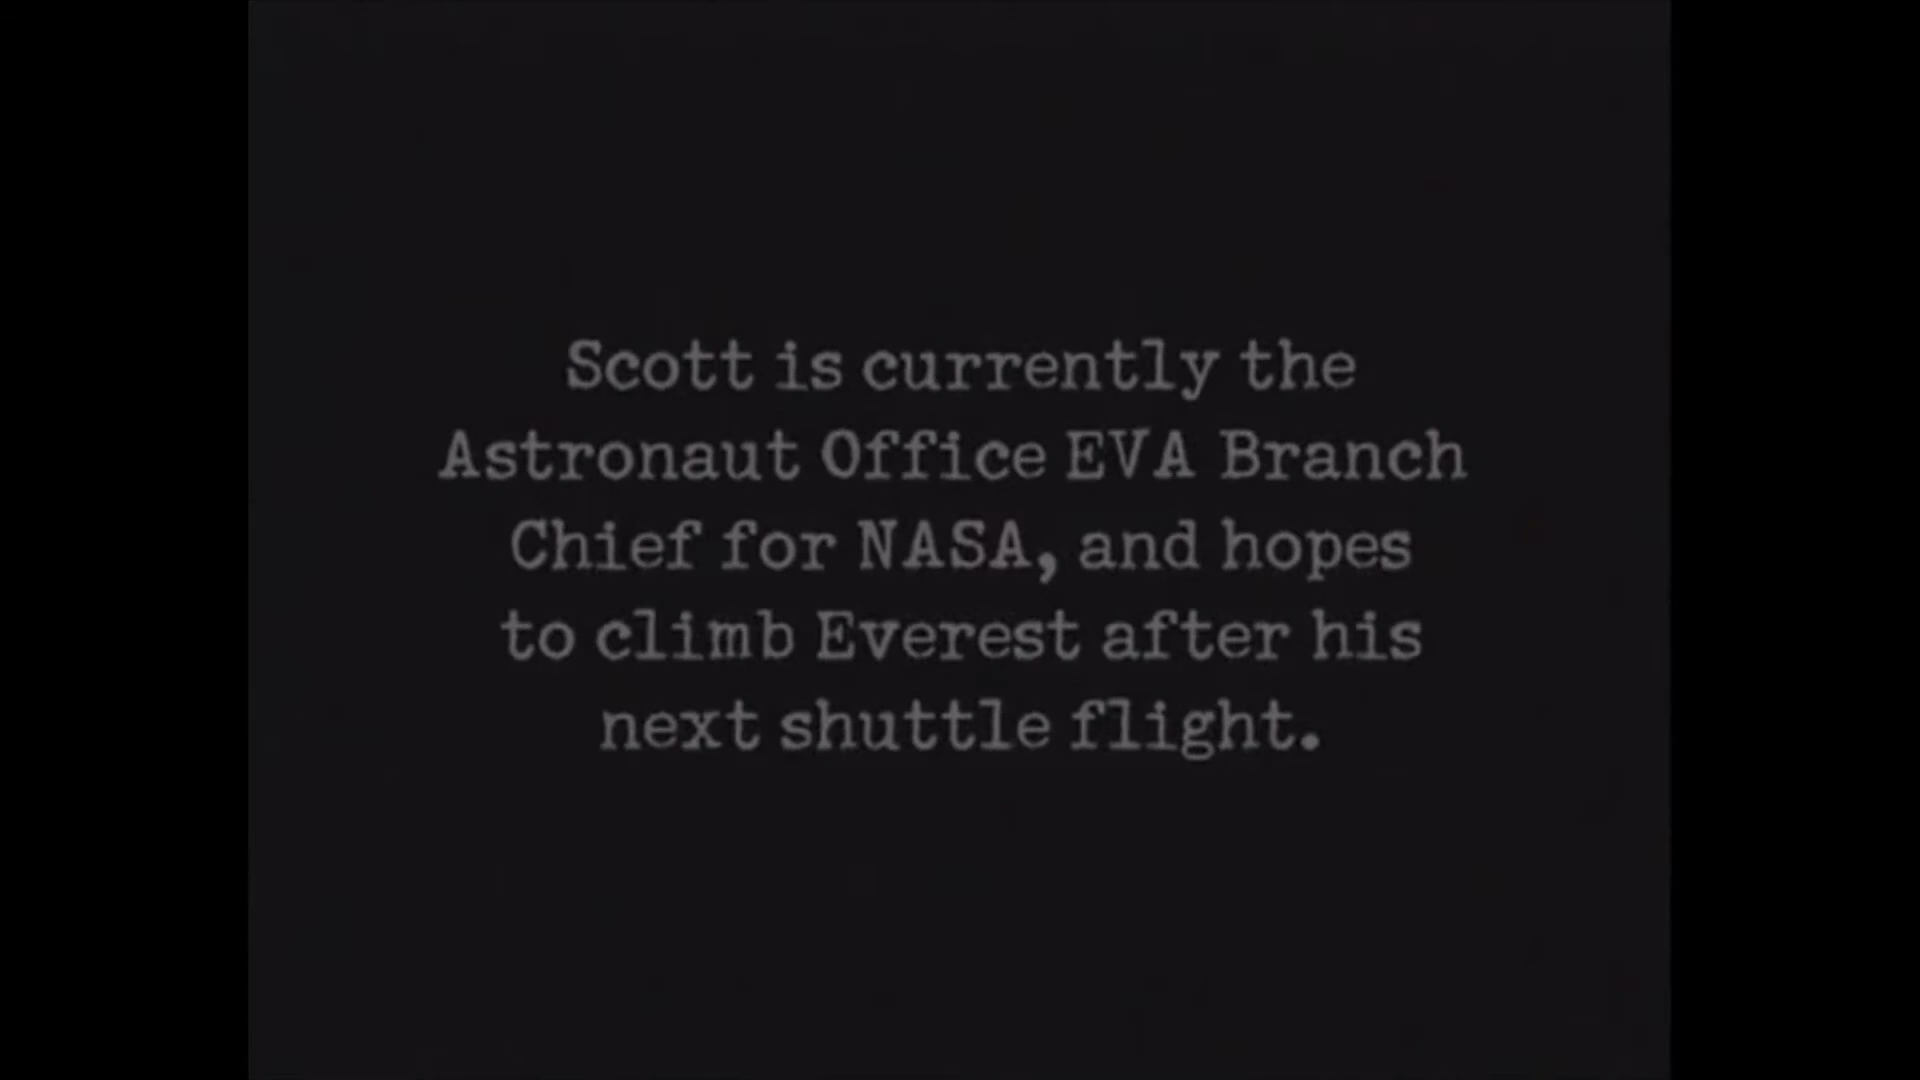 Scott is currently the
Astronaut Office EVA Branch
Chief for NASA, and hopes
to climb Everest after his
next shuttle flight.